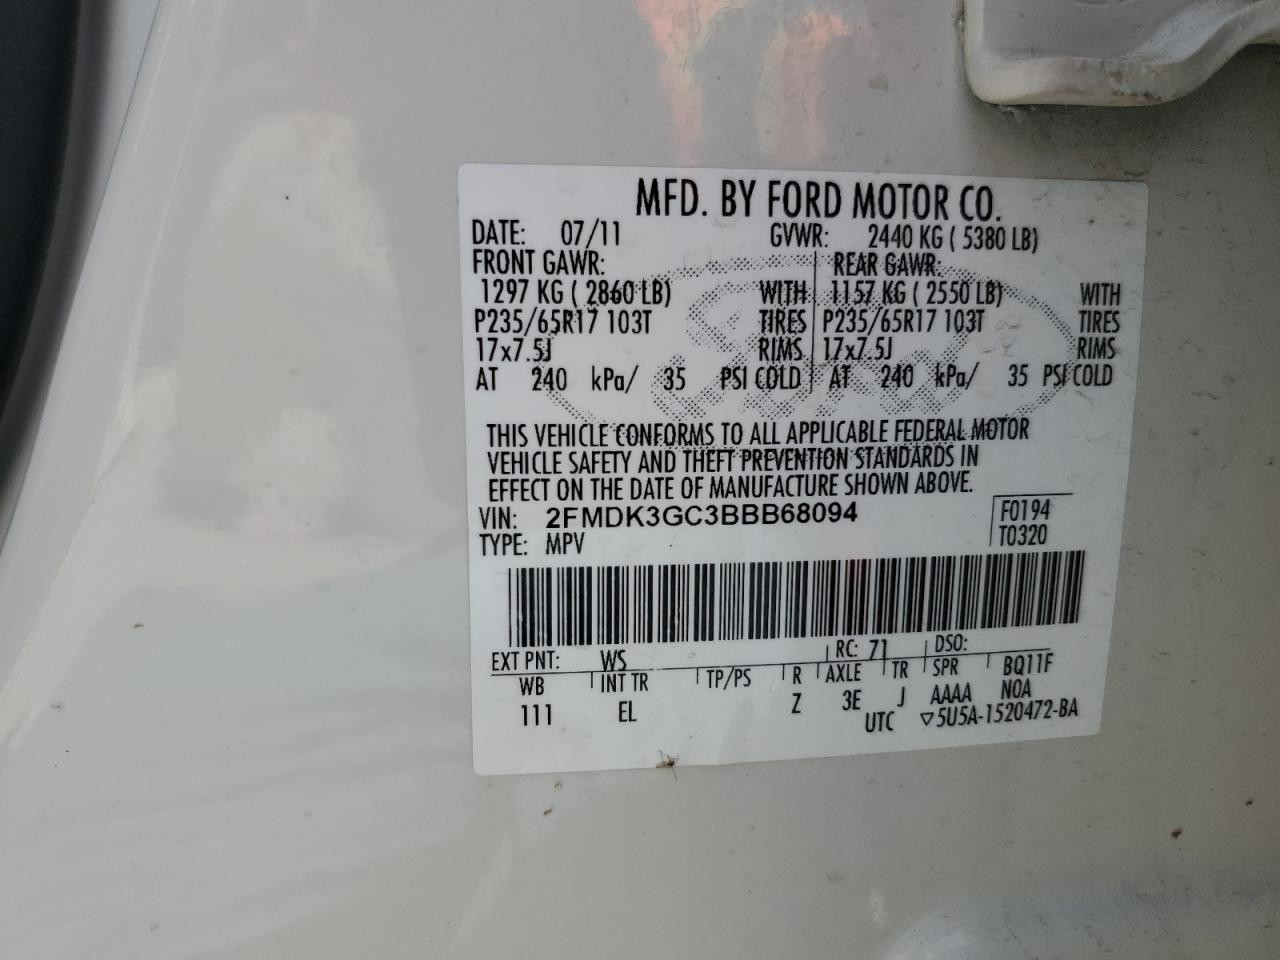 MFD. BY FORD MOTOR CO.
DATE: 07/11 GVWR: 2440 KG ( 5380 LB)
FRONT GAWR: REAR GAWR:
1297 KG ( 2860 LB) WITH 1157 KG ( 2550 LB) WITH
P235/65R17 103T TIRES P235/65R17 103T TIRES
17x7.5J RIMS 17x7.5J RIMS
AT 240 kPa/ 35 PSI COLD AT 240 kPa/ 35 PSI COLD
THIS VEHICLE CONFORMS TO ALL APPLICABLE FEDERAL MOTOR
VEHICLE SAFETY AND THEFT PREVENTION STANDARDS IN
EFFECT ON THE DATE OF MANUFACTURE SHOWN ABOVE.
VIN: 2FMDK3GC3BBB68094 F0194
TYPE: MPV T0320
EXT PNT: WS RC: 71 DSO:
WB INT TR TP/PS R AXLE TR SPR BQ11F
111 EL Z 3E J AAAA NOA
UTC ▽5U5A-1520472-BA
Ford